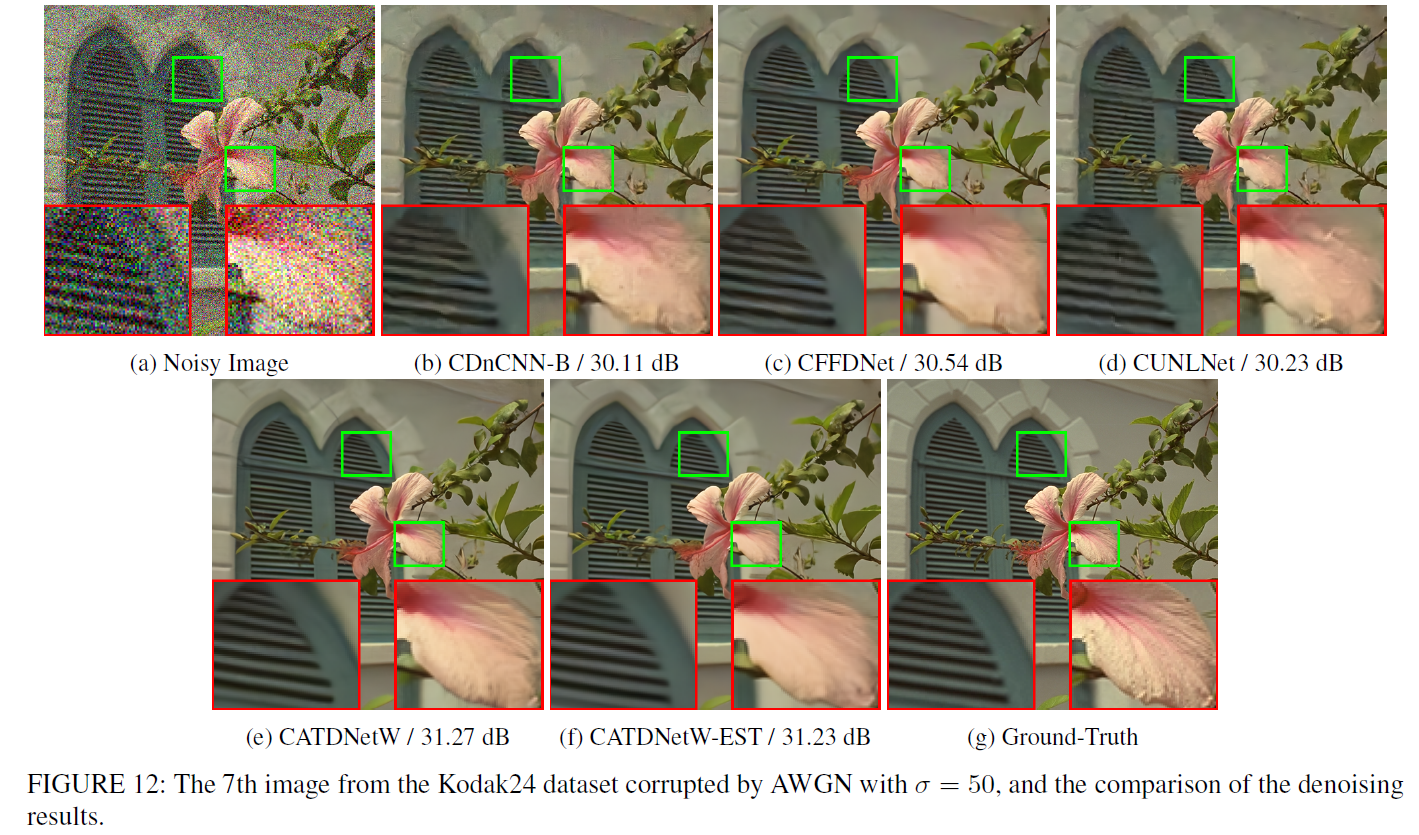 (a) Noisy Image
(b) CDnCNN-B / 30.11 dB
(c) CFFDNet / 30.54 dB
(d) CUNLNet / 30.23 dB
(e) CATDNetW / 31.27 dB
(f) CATDNetW-EST / 31.23 dB
(g) Ground-Truth
FIGURE 12: The 7th image from the Kodak24 dataset corrupted by AWGN with σ = 50, and the comparison of the denoising
results.